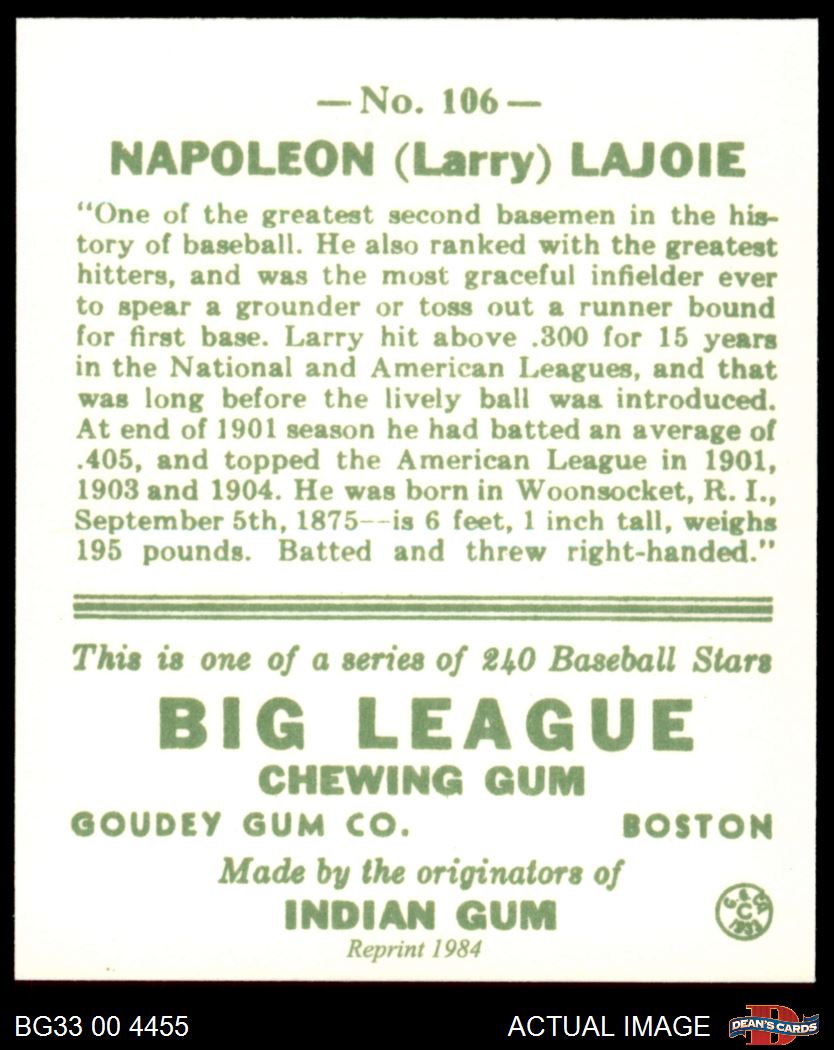 — No. 106 —
NAPOLEON (Larry) LAJOIE
"One of the greatest second basemen in the his-
tory of baseball. He also ranked with the greatest
hitters, and was the most graceful infielder ever
to spear a grounder or toss out a runner bound
for first base. Larry hit above .300 for 15 years
in the National and American Leagues, and that
was long before the lively ball was introduced.
At end of 1901 season he had batted an average of
.405, and topped the American League in 1901,
1903 and 1904. He was born in Woonsocket, R. I.,
September 5th, 1875--is 6 feet, 1 inch tall, weighs
195 pounds. Batted and threw right-handed."
This is one of a series of 240 Baseball Stars
BIG LEAGUE
CHEWING GUM
GOUDEY GUM CO. BOSTON
Made by the originators of
INDIAN GUM
Reprint 1984
BG33 00 4455
ACTUAL IMAGE
D
DEAN'S CARDS